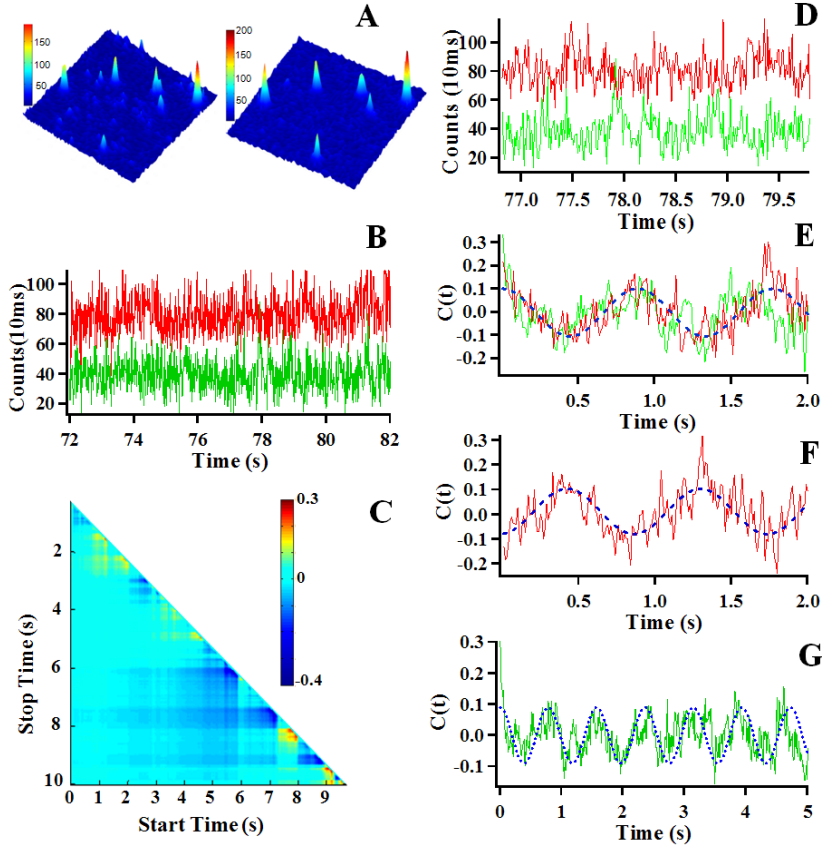 A
150
100
50
200
150
100
50
B
Counts(10ms)
100
80
60
40
20
72 74 76 78 80 82
Time (s)
C
0.3
0
-0.4
Stop Time (s)
2
4
6
8
10
0 1 2 3 4 5 6 7 8 9
Start Time (s)
D
Counts (10ms)
100
80
60
40
20
77.0 77.5 78.0 78.5 79.0 79.5
Time (s)
E
C(t)
0.3
0.2
0.1
0.0
-0.1
-0.2
0.5 1.0 1.5 2.0
Time (s)
F
C(t)
0.3
0.2
0.1
0.0
-0.1
-0.2
0.5 1.0 1.5 2.0
Time (s)
G
C(t)
0.3
0.2
0.1
0.0
-0.1
0 1 2 3 4 5
Time (s)